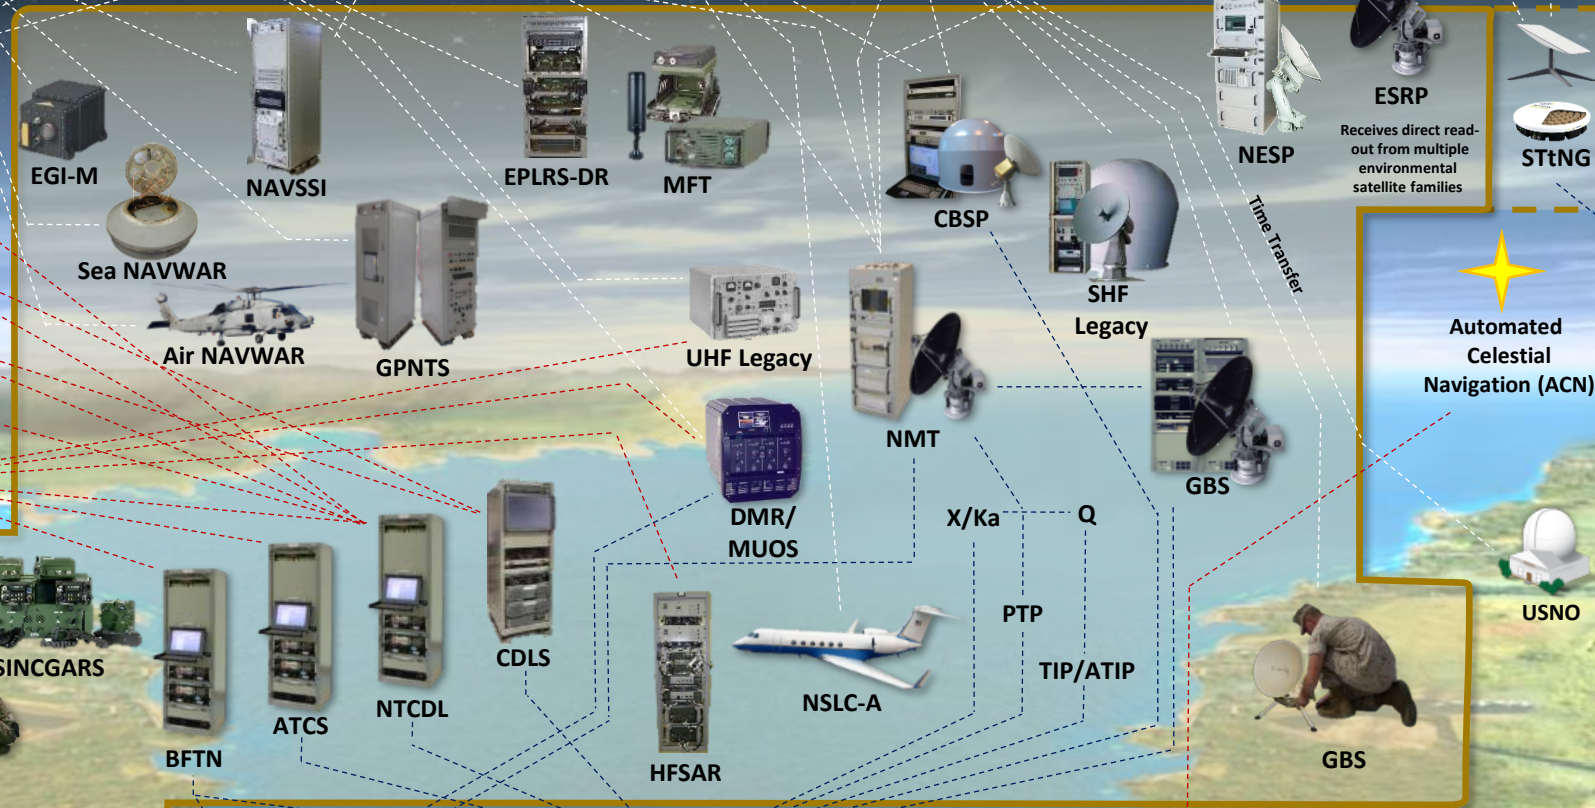 EGI-M
NAVSSI
Sea NAVWAR
Air NAVWAR
GPNTS
EPLRS-DR
MFT
UHF Legacy
CBSP
SHF
Legacy
NMT
NESP
ESRP
Receives direct read-
out from multiple
environmental
satellite families
STtNG
Time Transfer
Automated
Celestial
Navigation (ACN)
GBS
DMR/
MUOS
X/Ka
Q
PTP
TIP/ATIP
USNO
SINCGARS
BFTN
ATCS
NTCDL
CDLS
HFSAR
NSLC-A
GBS